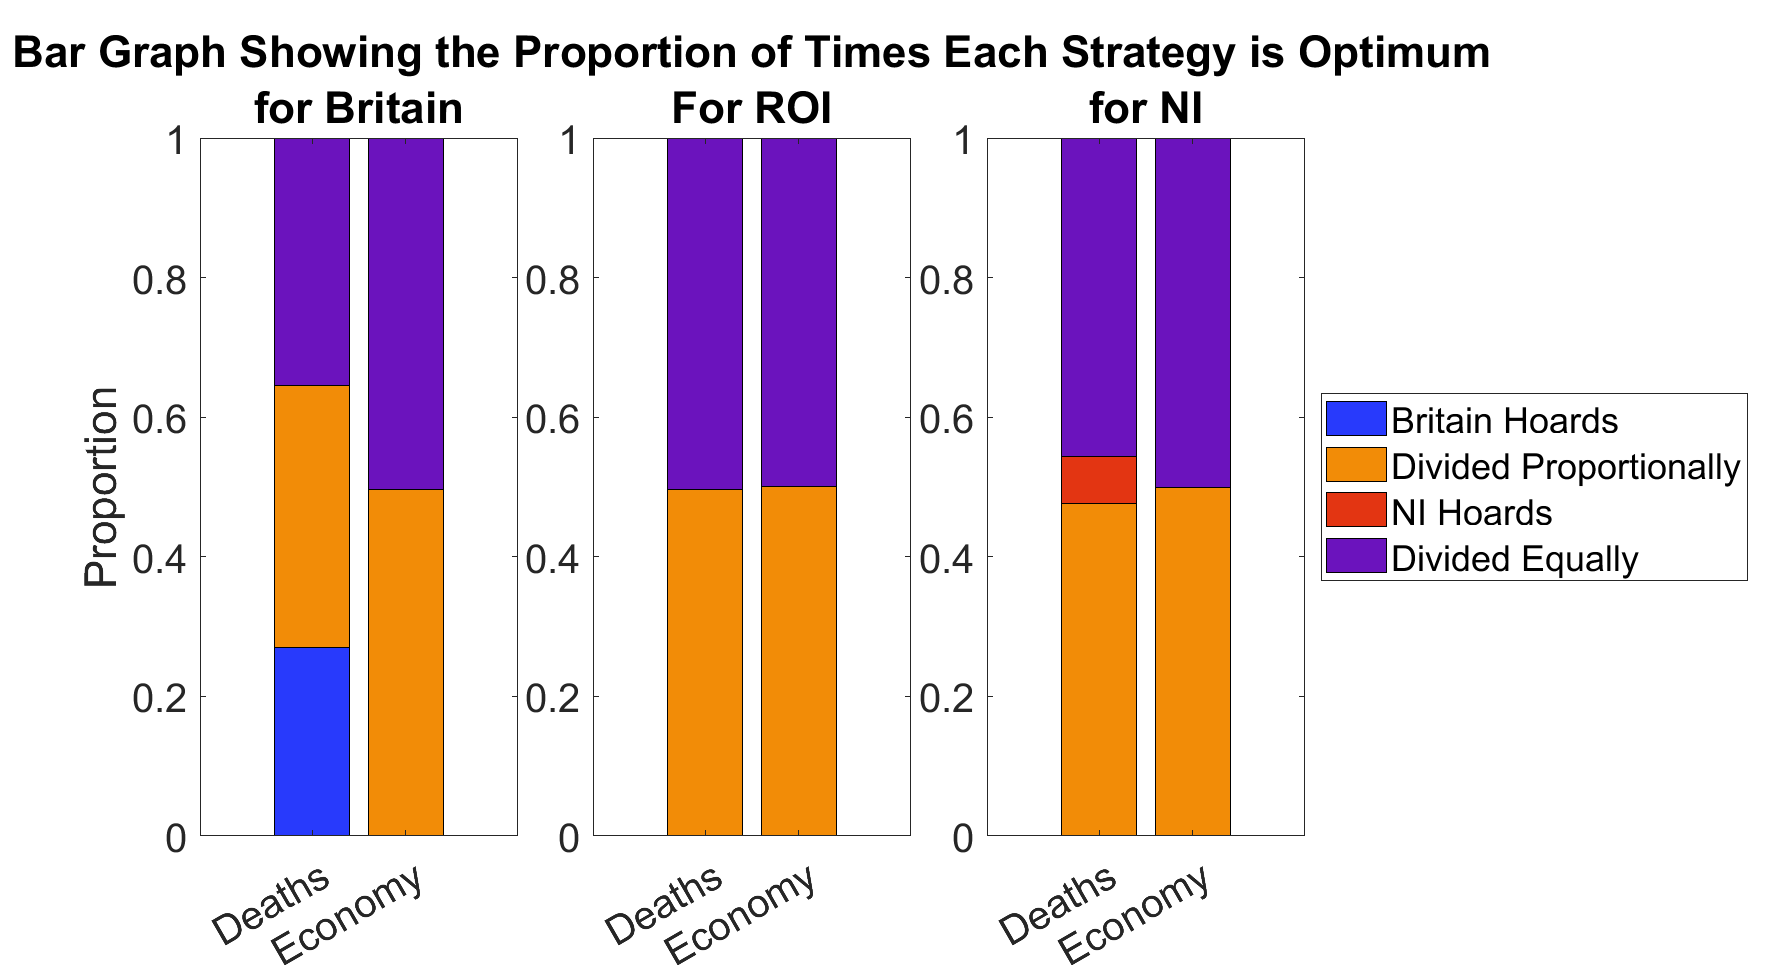 Bar Graph Showing the Proportion of Times Each Strategy is Optimum
for Britain
For ROI
for NI
Proportion
1
0.8
0.6
0.4
0.2
0
Deaths
Economy
1
0.8
0.6
0.4
0.2
0
Deaths
Economy
1
0.8
0.6
0.4
0.2
0
Deaths
Economy
Britain Hoards
Divided Proportionally
NI Hoards
Divided Equally